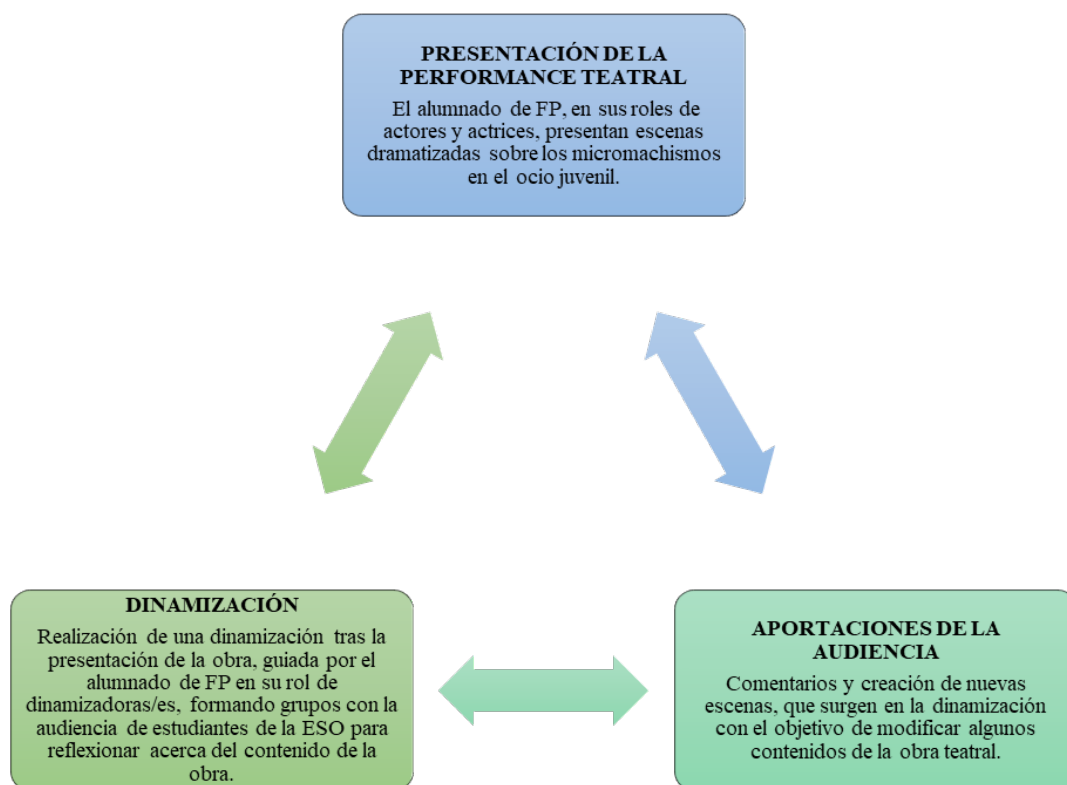 PRESENTACIÓN DE LA
PERFORMANCE TEATRAL
El alumnado de FP, en sus roles de
actores y actrices, presentan escenas
dramatizadas sobre los micromachismos
en el ocio juvenil.
DINAMIZACIÓN
Realización de una dinamización tras la
presentación de la obra, guiada por el
alumnado de FP en su rol de
dinamizadoras/es, formando grupos con la
audiencia de estudiantes de la ESO para
reflexionar acerca del contenido de la
obra.
APORTACIONES DE LA
AUDIENCIA
Comentarios y creación de nuevas
escenas, que surgen en la dinamización
con el objetivo de modificar algunos
contenidos de la obra teatral.